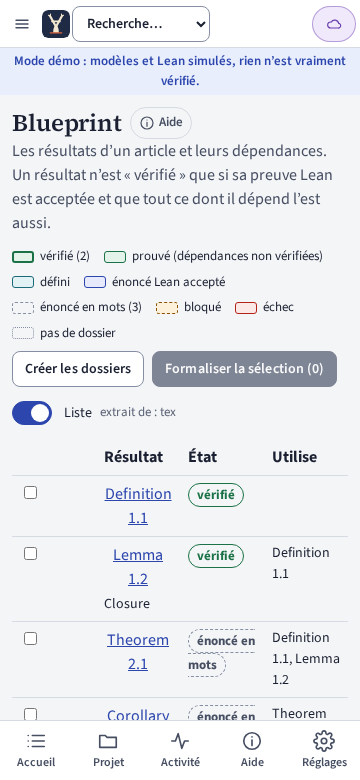 Recherche…
Mode démo : modèles et Lean simulés, rien n’est vraiment
vérifié.
Blueprint
Aide
Les résultats d’un article et leurs dépendances.
Un résultat n’est « vérifié » que si sa preuve Lean
est acceptée et que tout ce dont il dépend l’est
aussi.
vérifié (2) prouvé (dépendances non vérifiées)
défini énoncé Lean accepté
énoncé en mots (3) bloqué échec
pas de dossier
Créer les dossiers Formaliser la sélection (0)
Liste extrait de : tex
Résultat État Utilise
Definition
1.1
vérifié
Lemma
1.2
Closure
vérifié
Definition
1.1
Theorem
2.1
énoncé en
mots
Definition
1.1, Lemma
1.2
Corollary
énoncé en
Theorem
Accueil Projet Activité Aide Réglages